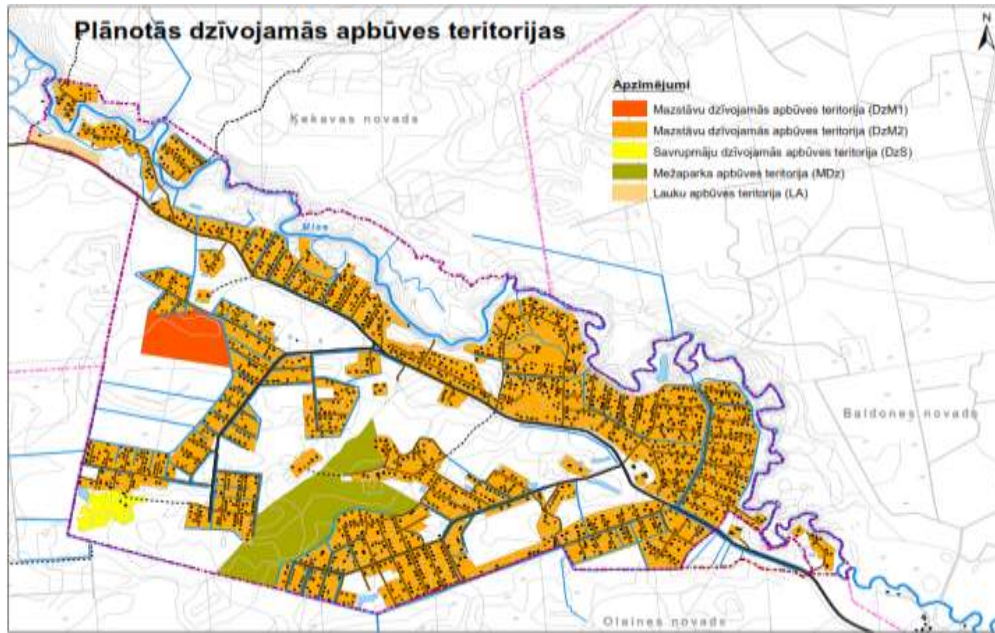 Plānotās dzīvojamās apbūves teritorijas
N
Apzīmējumi
Mazstāvu dzīvojamās apbūves teritorija (DzM1)
Mazstāvu dzīvojamās apbūves teritorija (DzM2)
Savrupmāju dzīvojamās apbūves teritorija (DzS)
Mežaparka apbūves teritorija (MDz)
Lauku apbūves teritorija (LA)
Ķekavas novads
Misa
Baldones novads
Olaines novads